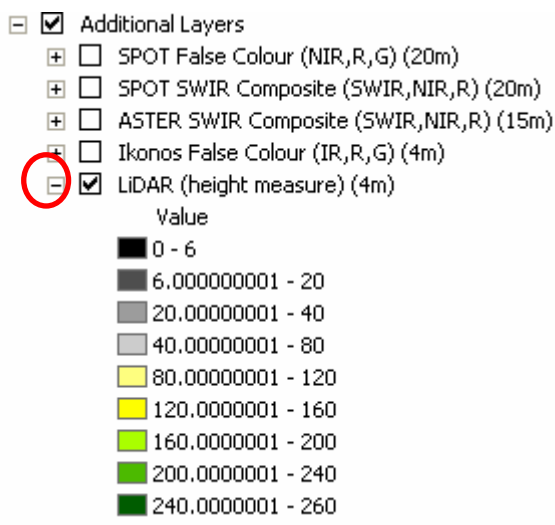 Additional Layers
SPOT False Colour (NIR,R,G) (20m)
SPOT SWIR Composite (SWIR,NIR,R) (20m)
ASTER SWIR Composite (SWIR,NIR,R) (15m)
Ikonos False Colour (IR,R,G) (4m)
LiDAR (height measure) (4m)
Value
0 - 6
6.000000001 - 20
20.00000001 - 40
40.00000001 - 80
80.00000001 - 120
120.0000001 - 160
160.0000001 - 200
200.0000001 - 240
240.0000001 - 260